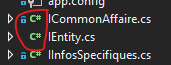 app.config
C# ICommonAffaire.cs
C# IEntity.cs
C# IInfosSpecifiques.cs